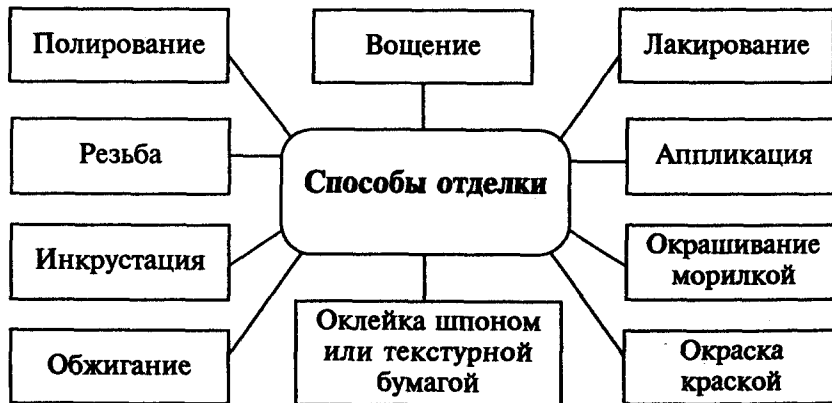 Полирование
Вощение
Лакирование
Резьба
Способы отделки
Аппликация
Инкрустация
Окрашивание
морилкой
Обжигание
Оклейка шпоном
или текстурной
бумагой
Окраска
краской